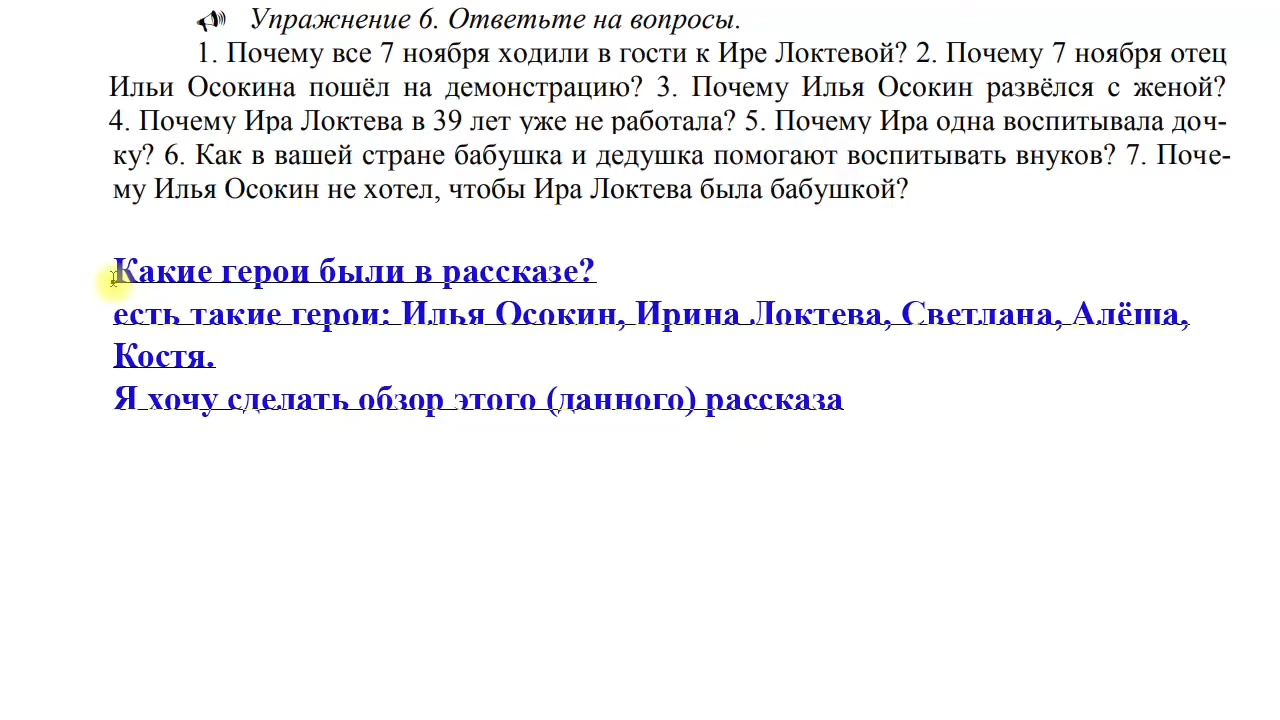 Упражнение 6. Ответьте на вопросы.
1. Почему все 7 ноября ходили в гости к Ире Локтевой? 2. Почему 7 ноября отец
Ильи Осокина пошёл на демонстрацию? 3. Почему Илья Осокин развёлся с женой?
4. Почему Ира Локтева в 39 лет уже не работала? 5. Почему Ира одна воспитывала доч-
ку? 6. Как в вашей стране бабушка и дедушка помогают воспитывать внуков? 7. Поче-
му Илья Осокин не хотел, чтобы Ира Локтева была бабушкой?
Какие герои были в рассказе?
есть такие герои: Илья Осокин, Ирина Локтева, Светлана, Алёша,
Костя.
Я хочу сделать обзор этого (данного) рассказа